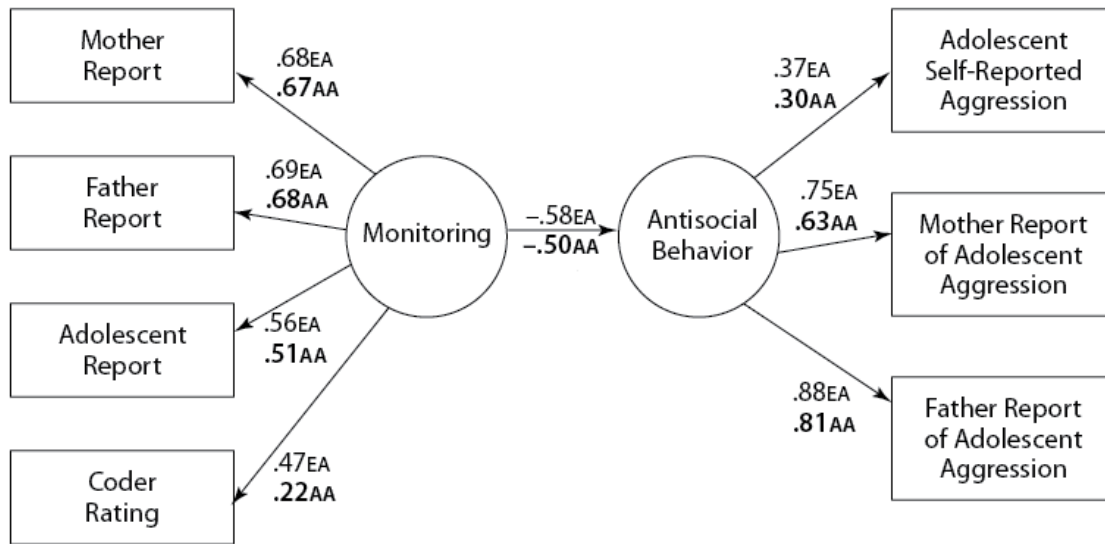 Mother
Report
.68EA
.67AA
Father
Report
.69EA
.68AA
Adolescent
Report
.56EA
.51AA
Coder
Rating
.47EA
.22AA
Monitoring
–.58EA
–.50AA
Antisocial
Behavior
.37EA
.30AA
Adolescent
Self-Reported
Aggression
.75EA
.63AA
Mother Report
of Adolescent
Aggression
.88EA
.81AA
Father Report
of Adolescent
Aggression